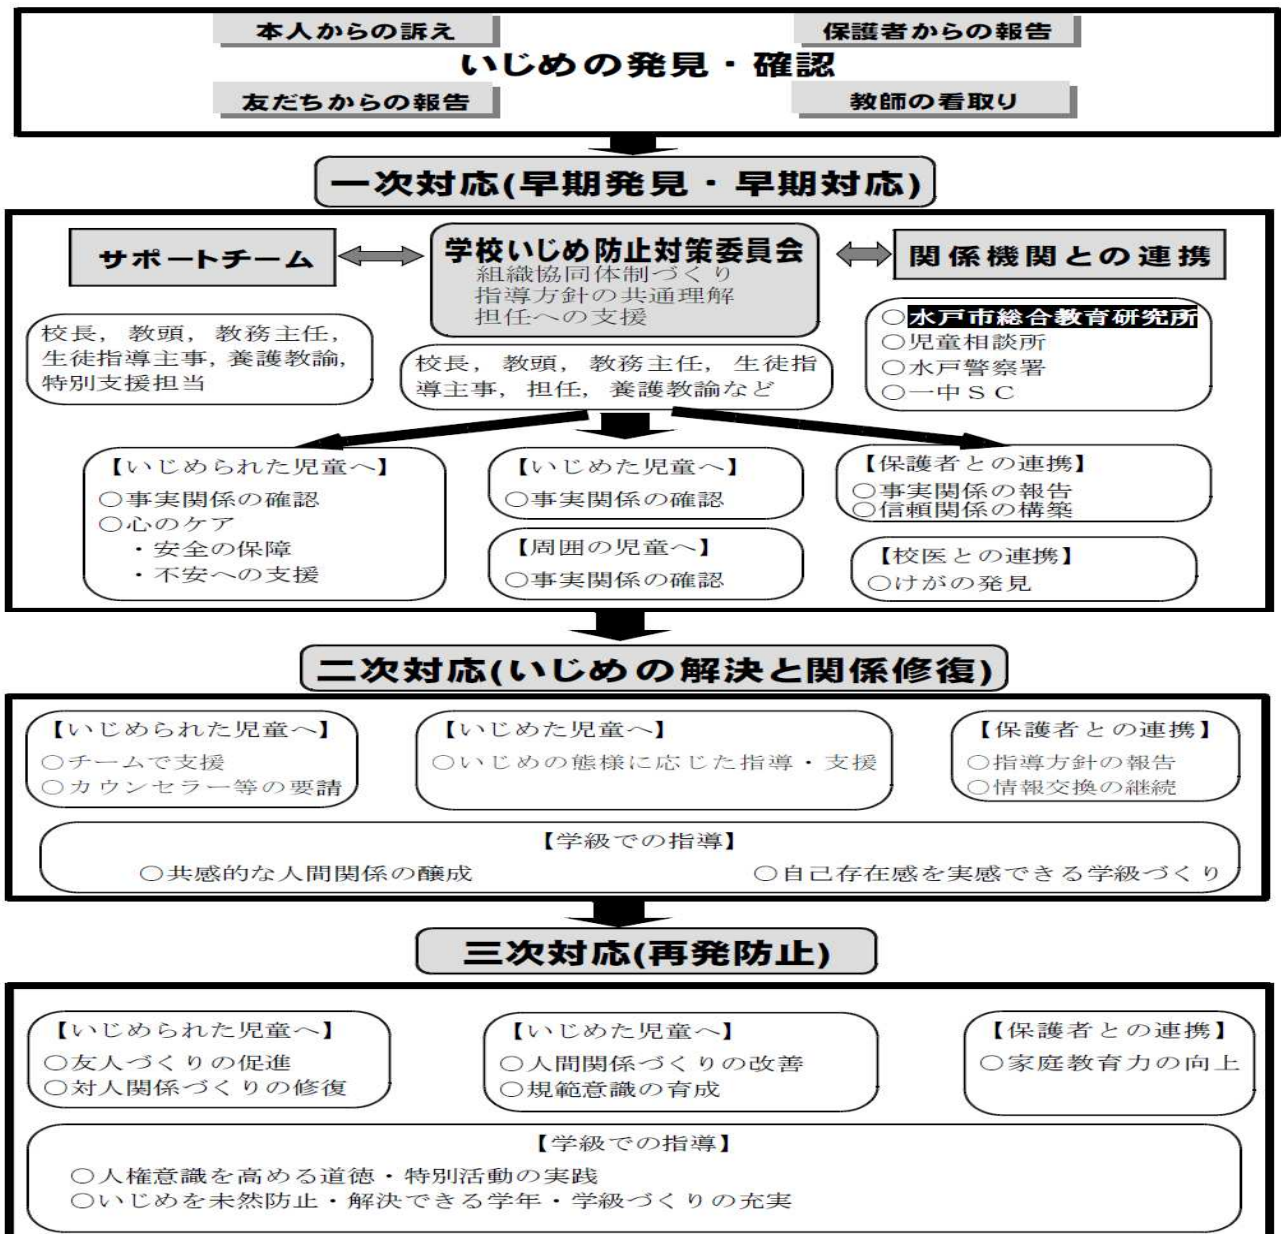 本人からの訴え
保護者からの報告
いじめの発見・確認
友だちからの報告
教師の看取り
一次対応(早期発見・早期対応)
サポートチーム
学校いじめ防止対策委員会
組織協同体制づくり
指導方針の共通理解
担任への支援
関係機関との連携
校長，教頭，教務主任，
生徒指導主事，養護教諭，
特別支援担当
校長，教頭，教務主任，生徒指
導主事，担任，養護教諭など
○水戸市総合教育研究所
○児童相談所
○水戸警察署
○一中ＳＣ
【いじめられた児童へ】
○事実関係の確認
○心のケア
・安全の保障
・不安への支援
【いじめた児童へ】
○事実関係の確認
【周囲の児童へ】
○事実関係の確認
【保護者との連携】
○事実関係の報告
○信頼関係の構築
【校医との連携】
○けがの発見
二次対応(いじめの解決と関係修復)
【いじめられた児童へ】
○チームで支援
○カウンセラー等の要請
【いじめた児童へ】
○いじめの態様に応じた指導・支援
【保護者との連携】
○指導方針の報告
○情報交換の継続
【学級での指導】
○共感的な人間関係の醸成
○自己存在感を実感できる学級づくり
三次対応(再発防止)
【いじめられた児童へ】
○友人づくりの促進
○対人関係づくりの修復
【いじめた児童へ】
○人間関係づくりの改善
○規範意識の育成
【保護者との連携】
○家庭教育力の向上
【学級での指導】
○人権意識を高める道徳・特別活動の実践
○いじめを未然防止・解決できる学年・学級づくりの充実